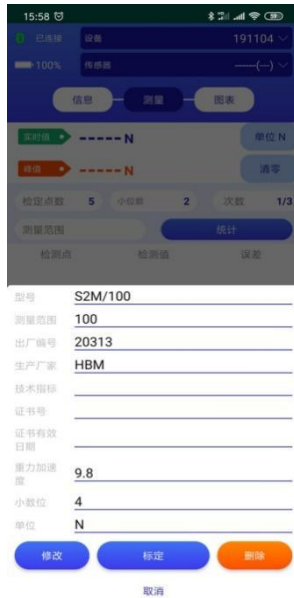 15:58
59
已连接 设备 191104
100% 传感器 ----(--)
信息 测量 图表
实时值 -----N 单位 N
峰值 -----N 清零
检定点数 5 小位数 2 次数 1/3
测量范围 统计
检测点 检测值 误差
型号 S2M/100
测量范围 100
出厂编号 20313
生产厂家 HBM
技术指标
证书号
证书有效
日期
重力加速 9.8
度
小数位 4
单位 N
修改 标定 删除
取消